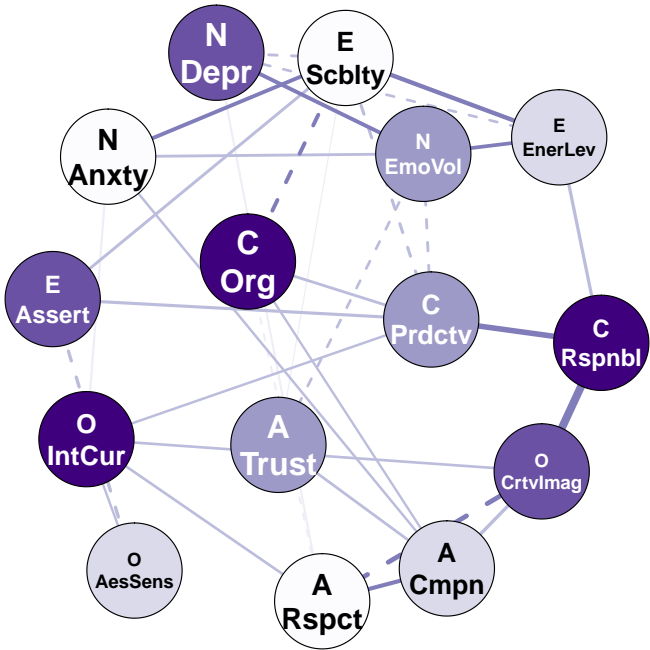 N
Depr
E
Scblty
E
EnerLev
N
EmoVol
N
Anxty
C
Org
E
Assert
C
Prdctv
C
Rspnbl
O
IntCur
A
Trust
O
CrtvImag
O
AesSens
A
Cmpn
A
Rspct